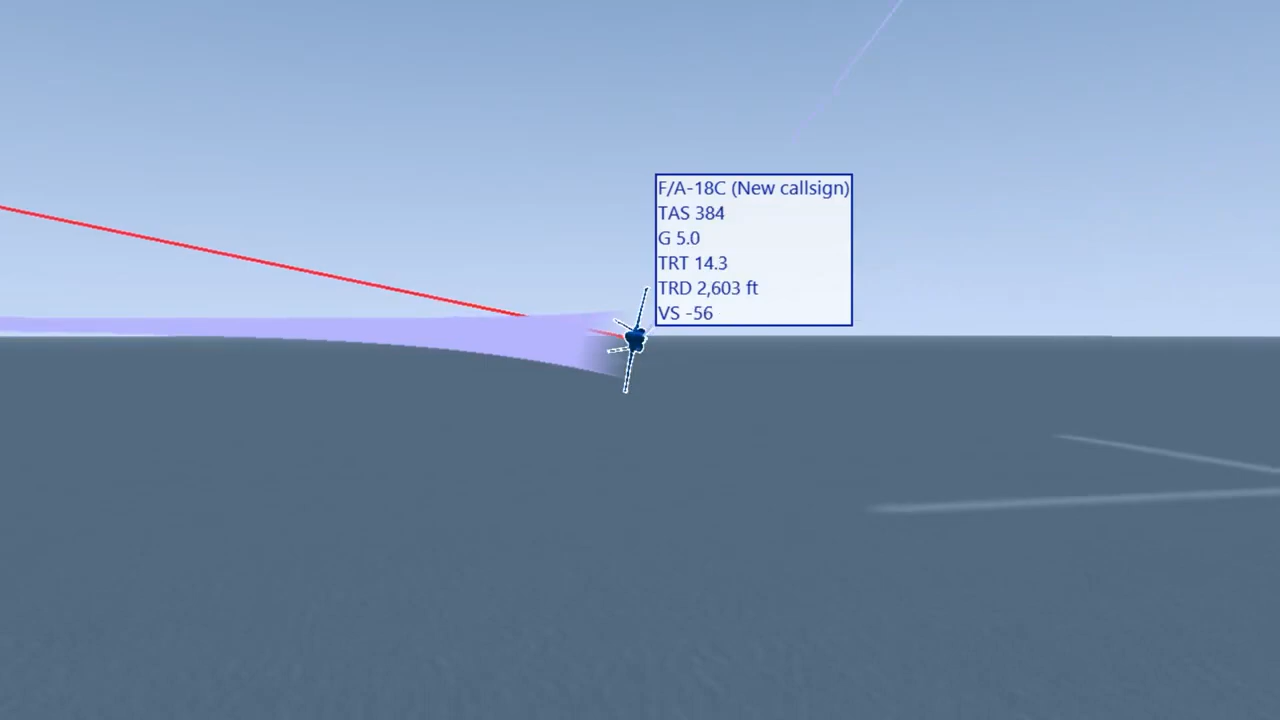 F/A-18C (New callsign)
TAS 384
G 5.0
TRT 14.3
TRD 2,603 ft
VS -56